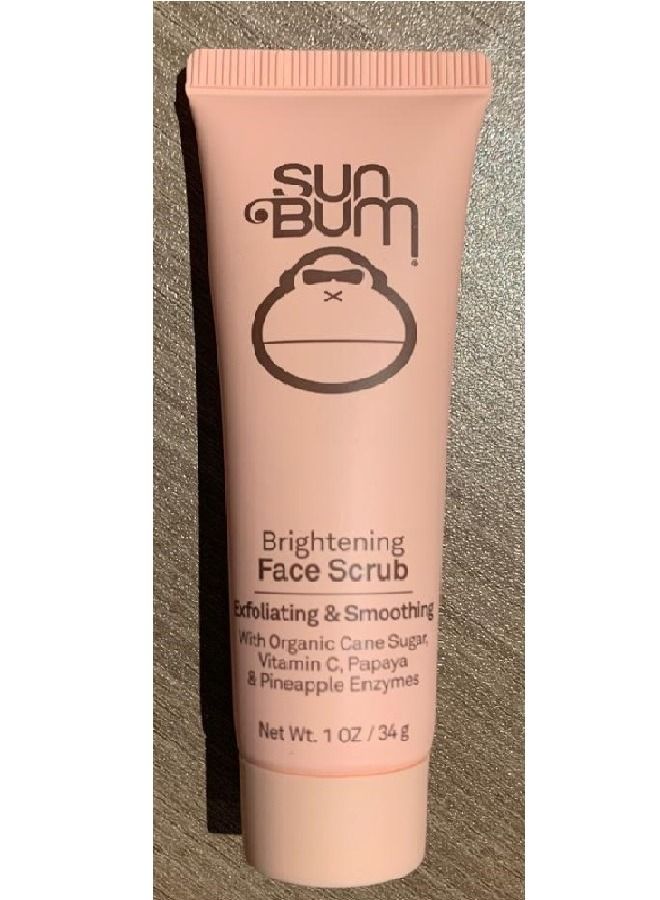 SUN
BUM
Brightening
Face Scrub
Exfoliating & Smoothing
With Organic Cane Sugar,
Vitamin C, Papaya
& Pineapple Enzymes
Net Wt. 1 OZ / 34 g